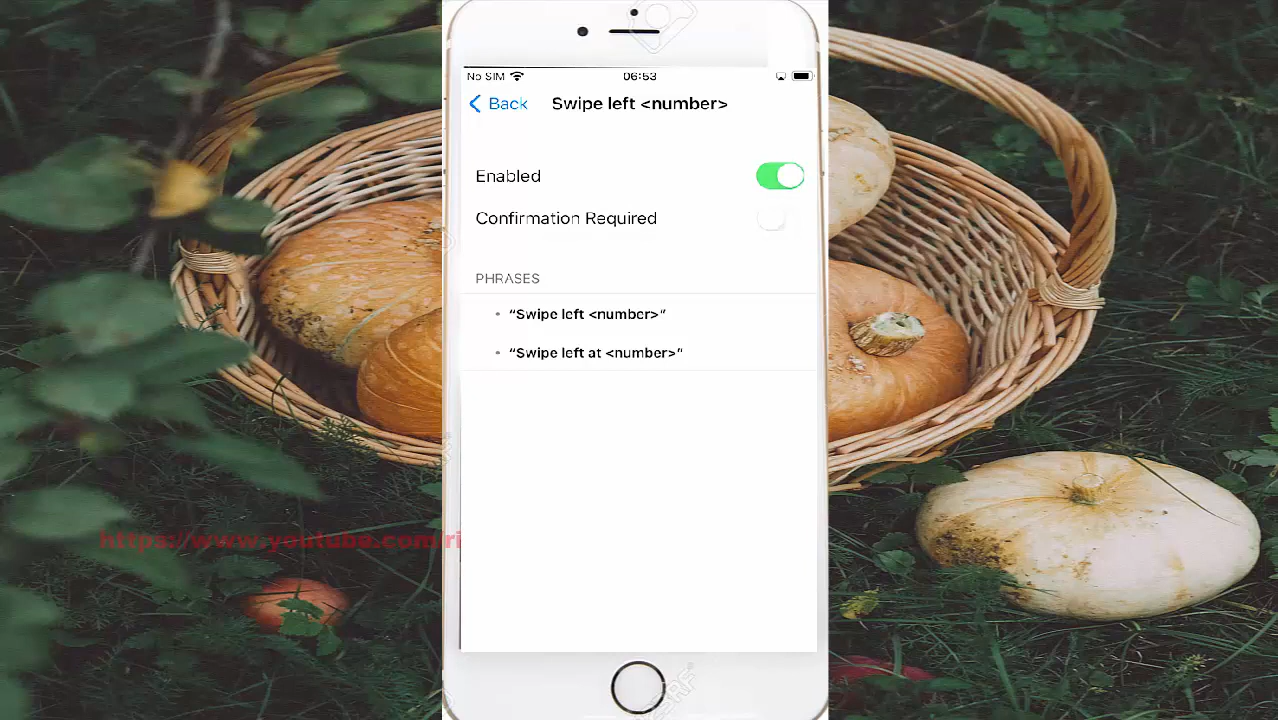 No SIM 06:53
Back Swipe left <number>
Enabled
Confirmation Required
PHRASES
• “Swipe left <number>”
• “Swipe left at <number>”
https://www.youtube.com/ri